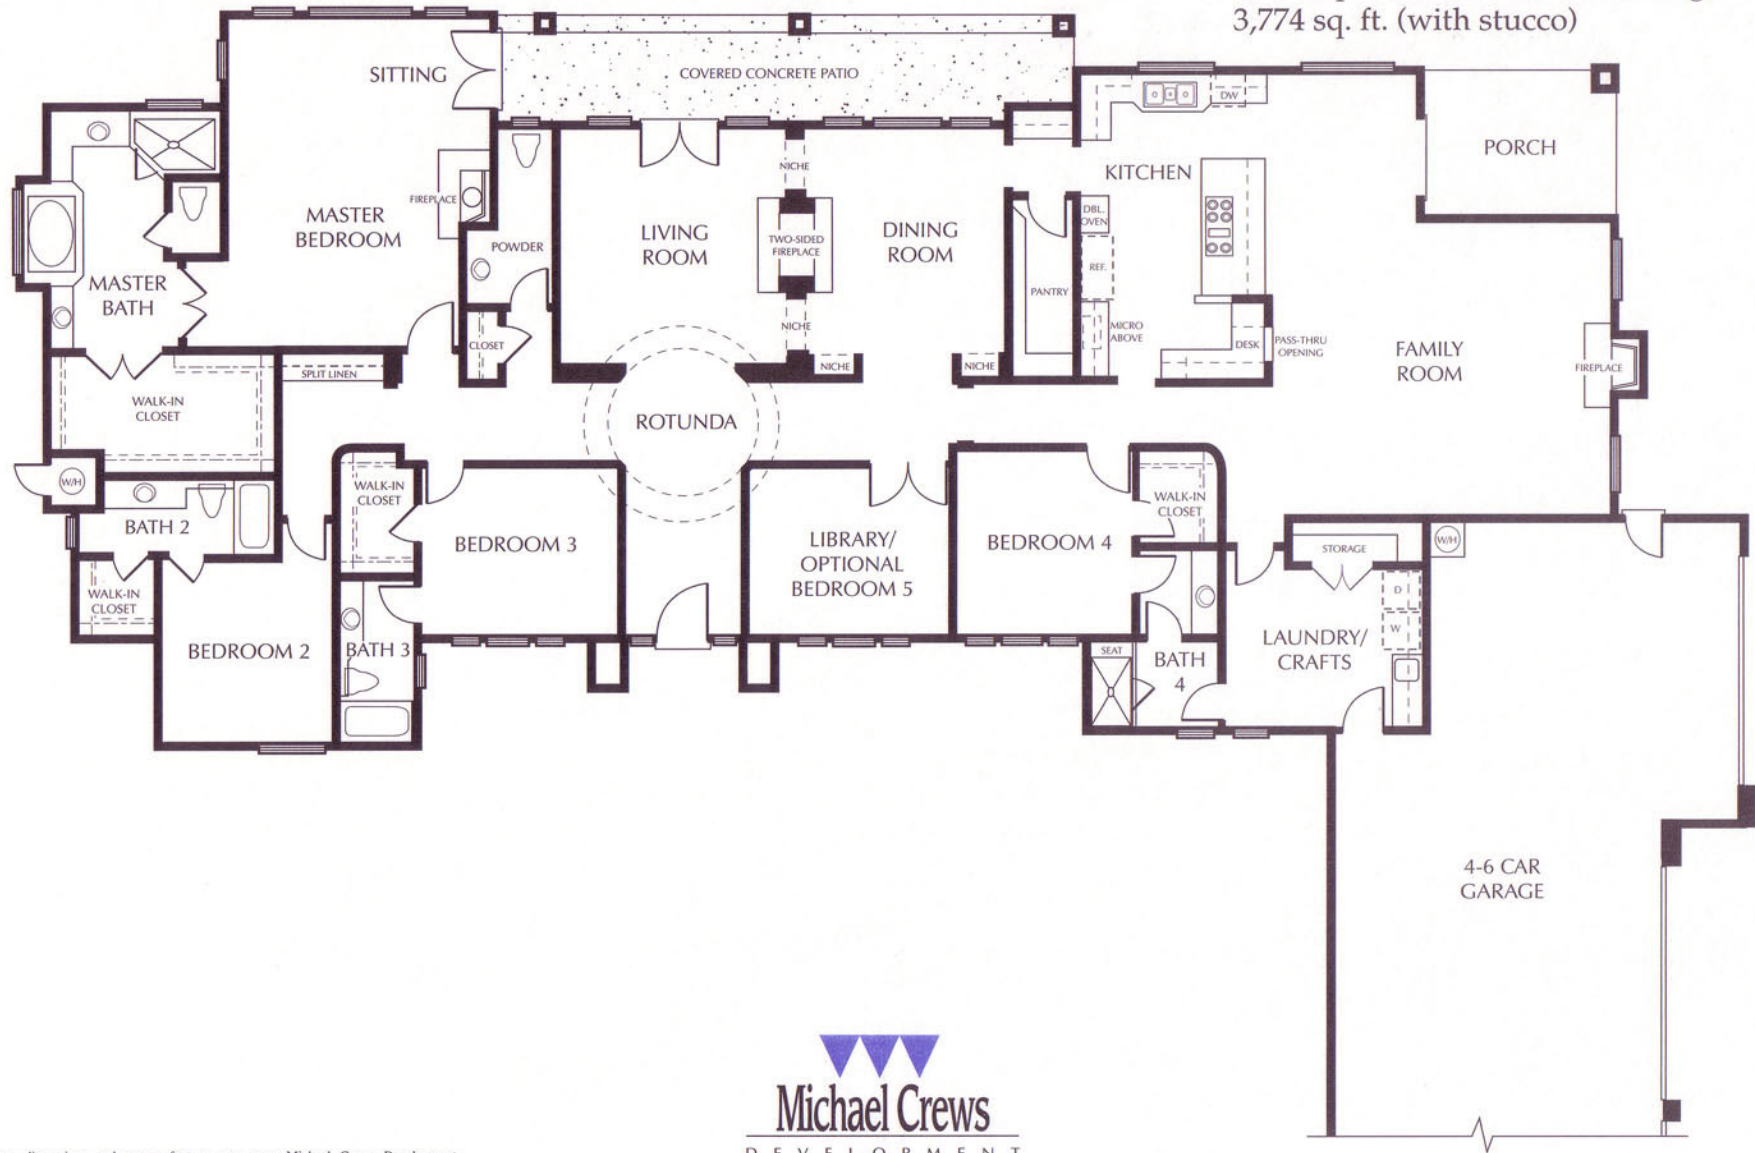 3,774 sq. ft. (with stucco)
SITTING
COVERED CONCRETE PATIO
DW
PORCH
NICHE
KITCHEN
MASTER
BEDROOM
FIREPLACE
POWDER
LIVING
ROOM
TWO-SIDED
FIREPLACE
DINING
ROOM
DBL.
OVEN
REF.
PANTRY
MASTER
BATH
NICHE
MICRO
ABOVE
CLOSET
DESK
PASS-THRU
OPENING
FAMILY
ROOM
FIREPLACE
SPLIT LINEN
NICHE
NICHE
WALK-IN
CLOSET
ROTUNDA
W/H
WALK-IN
CLOSET
WALK-IN
CLOSET
BATH 2
BEDROOM 3
LIBRARY/
OPTIONAL
BEDROOM 5
BEDROOM 4
STORAGE
W/H
WALK-IN
CLOSET
D
W
BEDROOM 2
BATH 3
SEAT
BATH
4
LAUNDRY/
CRAFTS
4-6 CAR
GARAGE
Michael Crews
DEVELOPMENT